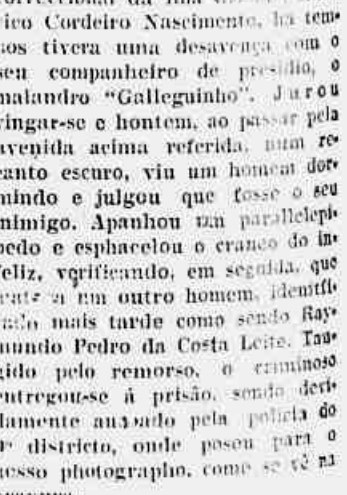 rico Cordeiro Nascimento, ha tem-
pos tivera uma desavença com o
seu companheiro de presidio, o
malandro "Galleguinho". Jurou
vingar-se e hontem, ao passar pela
avenida acima referida, num re-
canto escuro, viu um homem dor-
mindo e julgou que fosse o seu
inimigo. Apanhou um parallelepi-
pedo e esphacelou o craneo do in-
feliz, verificando, em seguida, que
um outro homem, identifi-
cado mais tarde como sendo Ray-
mundo Pedro da Costa Leite. Tan-
gido pelo remorso, o criminoso
entregou-se á prisão, sendo devi-
damente pela policia do
districto, onde posou para o
nosso photographo, como se vê na